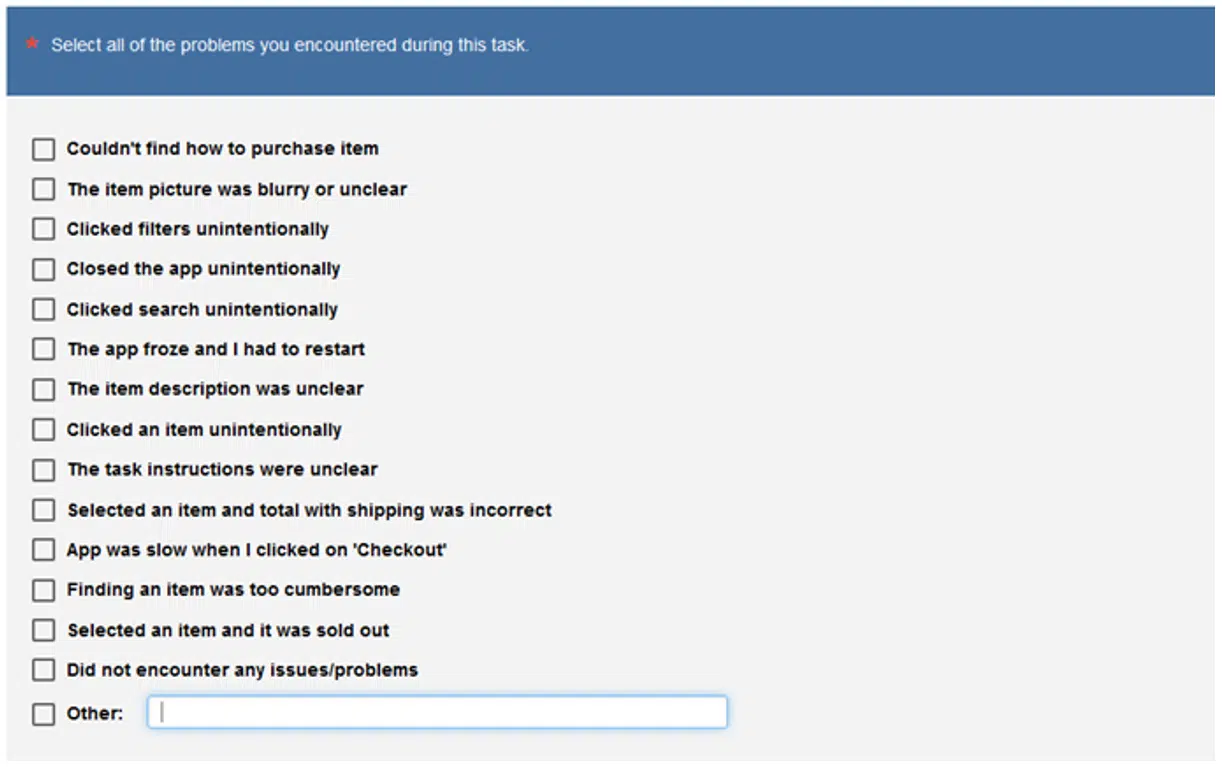 * Select all of the problems you encountered during this task.
Couldn't find how to purchase item
The item picture was blurry or unclear
Clicked filters unintentionally
Closed the app unintentionally
Clicked search unintentionally
The app froze and I had to restart
The item description was unclear
Clicked an item unintentionally
The task instructions were unclear
Selected an item and total with shipping was incorrect
App was slow when I clicked on 'Checkout'
Finding an item was too cumbersome
Selected an item and it was sold out
Did not encounter any issues/problems
Other: